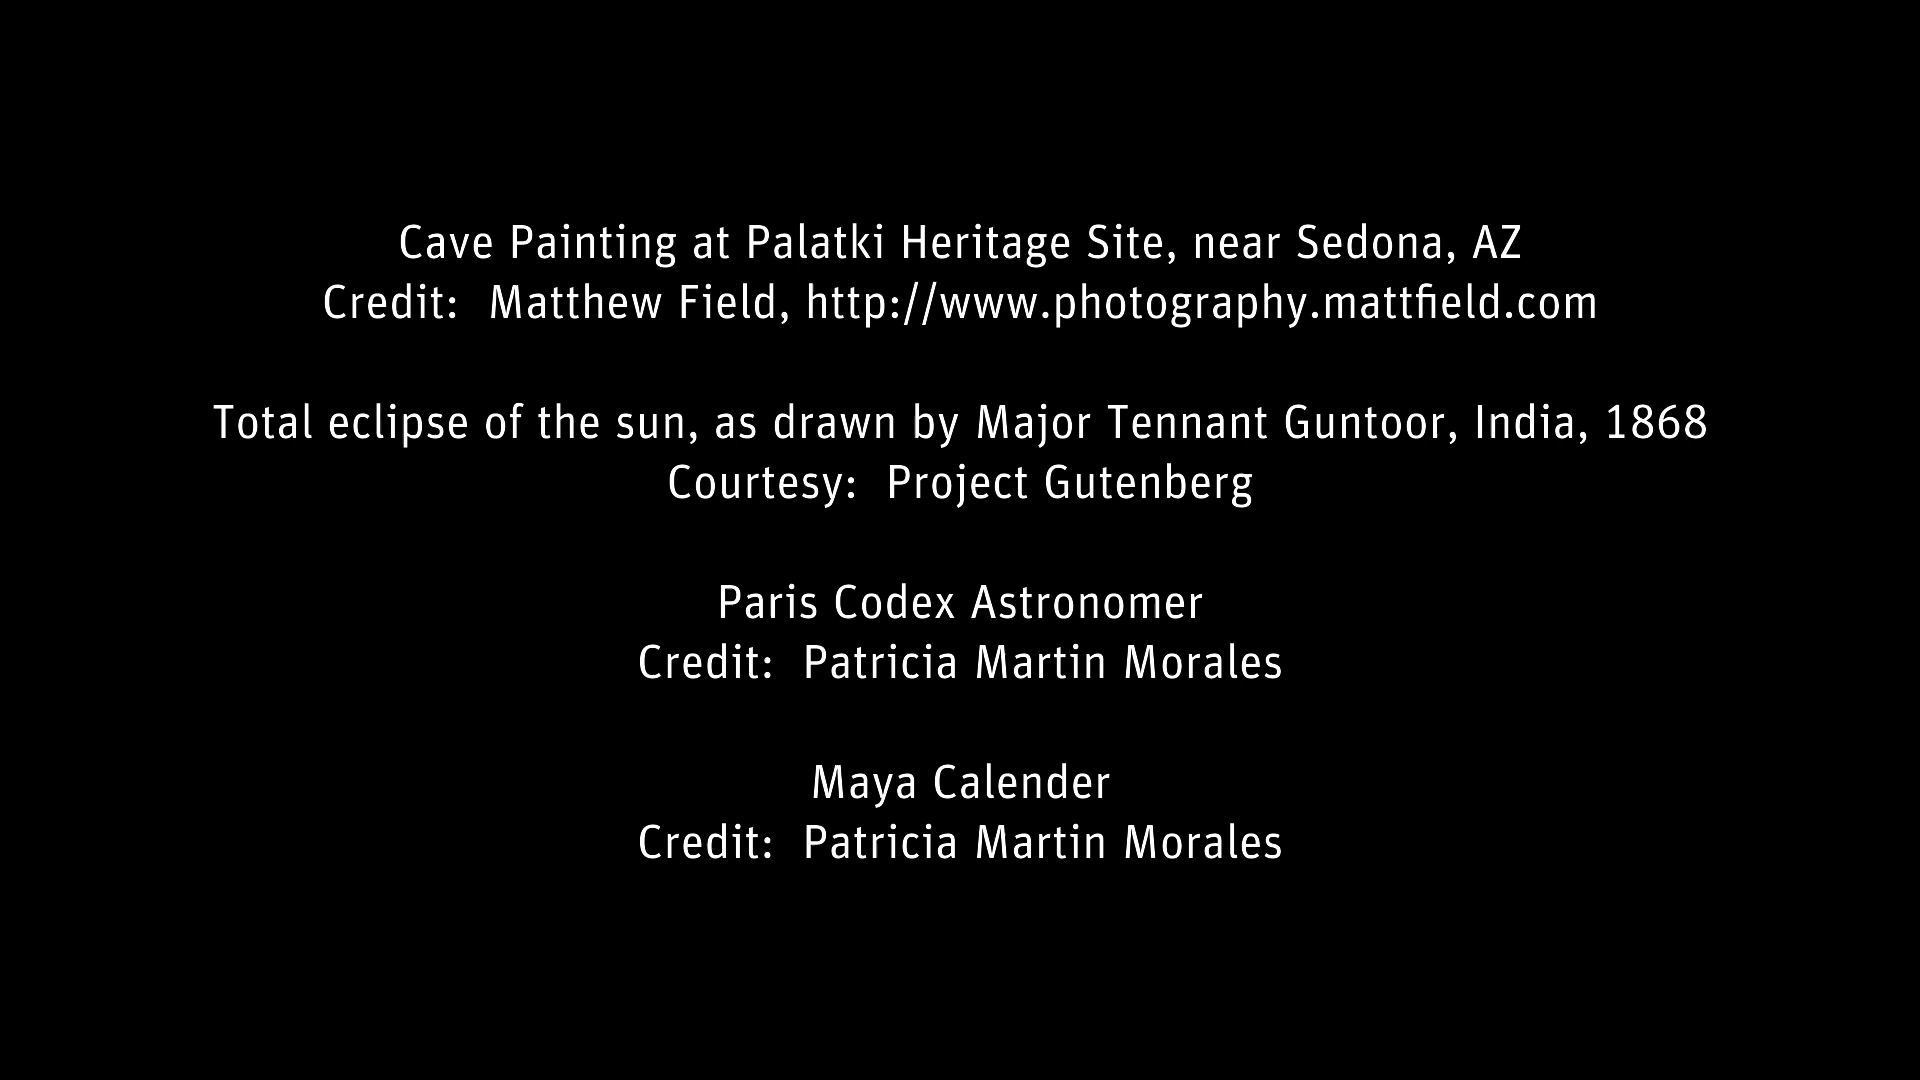 Cave Painting at Palatki Heritage Site, near Sedona, AZ
Credit:  Matthew Field, http://www.photography.mattfield.com
Total eclipse of the sun, as drawn by Major Tennant Guntoor, India, 1868
Courtesy:  Project Gutenberg
Paris Codex Astronomer
Credit:  Patricia Martin Morales
Maya Calender
Credit:  Patricia Martin Morales